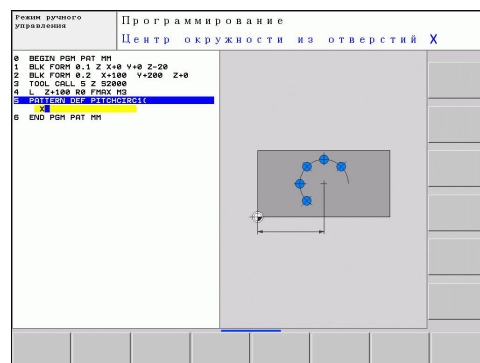 Режим ручного
управления
Программирование
Центр окружности из отверстий X
0 BEGIN PGM PAT MM
1 BLK FORM 0.1 Z X+0 Y+0 Z-20
2 BLK FORM 0.2 X+100 Y+200 Z+0
3 TOOL CALL 5 Z S2000
4 L Z+100 R0 FMAX M3
5 PATTERN DEF PITCHCIRC1(
X
6 END PGM PAT MM